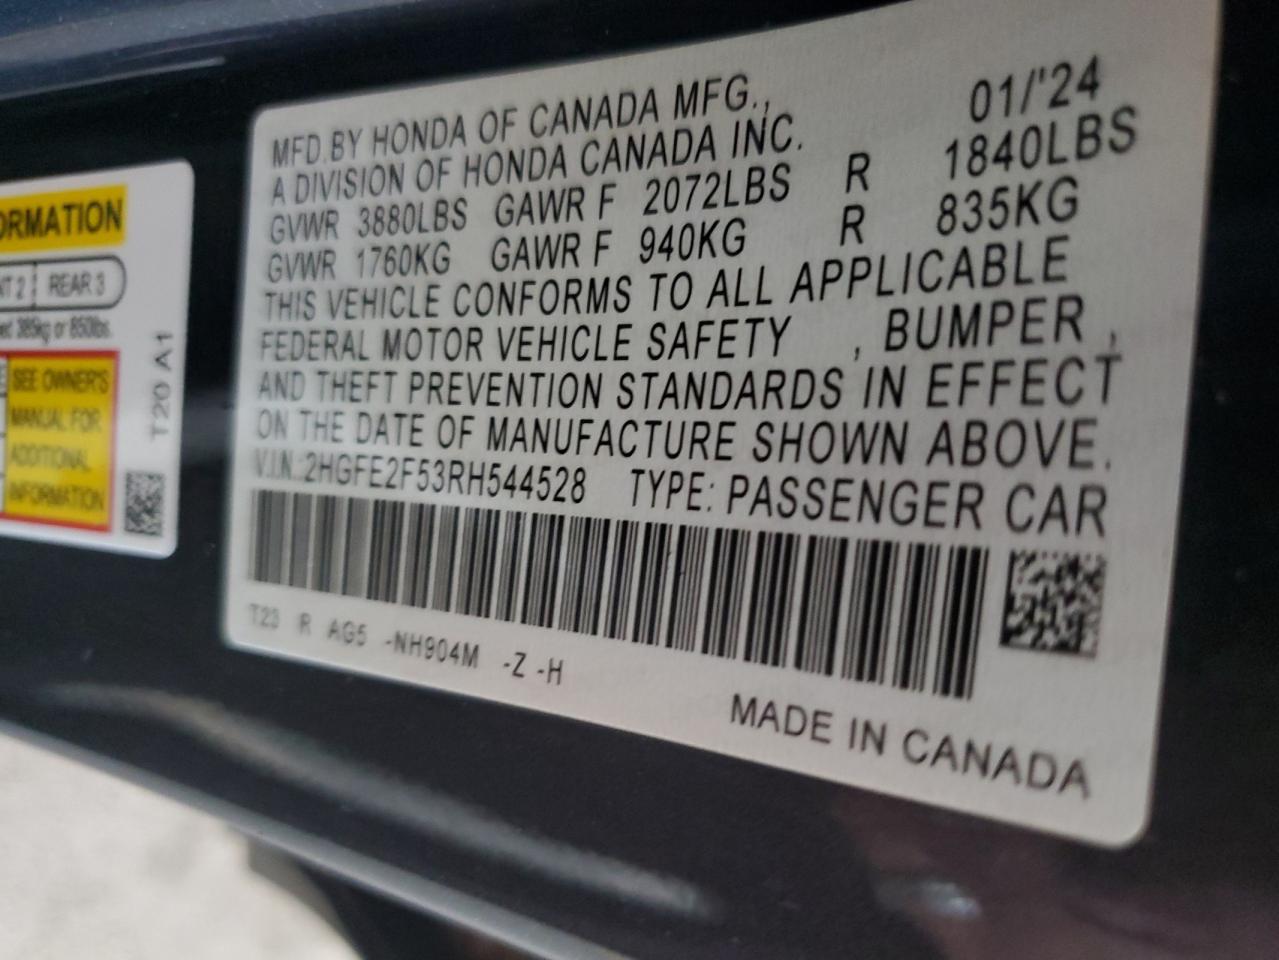 ORMATION
NT 2 REAR 3
385kg or 850lbs.
SEE OWNER'S
MANUAL FOR
ADDITIONAL
INFORMATION
T20 A1
01/'24
MFD.BY HONDA OF CANADA MFG.,
A DIVISION OF HONDA CANADA INC.
GVWR 3880LBS GAWR F 2072LBS R 1840LBS
GVWR 1760KG GAWR F 940KG R 835KG
THIS VEHICLE CONFORMS TO ALL APPLICABLE
FEDERAL MOTOR VEHICLE SAFETY , BUMPER ,
AND THEFT PREVENTION STANDARDS IN EFFECT
ON THE DATE OF MANUFACTURE SHOWN ABOVE.
V.I.N.:2HGFE2F53RH544528 TYPE: PASSENGER CAR
T23 R AG5 -NH904M -Z -H
MADE IN CANADA